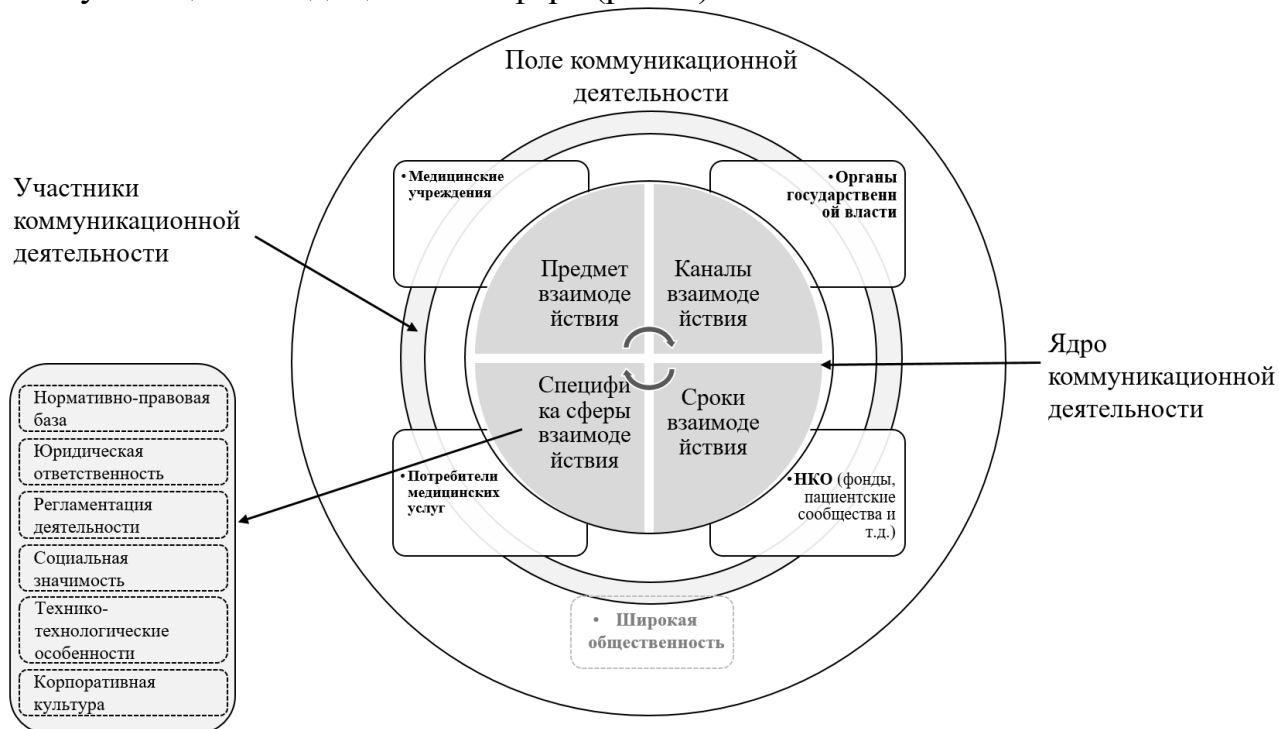 Поле коммуникационной
деятельности
Участники
коммуникационной
деятельности
• Медицинские
учреждения
• Органы
государственн
ой власти
Предмет
взаимоде
йствия
Каналы
взаимоде
йствия
Ядро
коммуникационной
деятельности
Специфи
ка сферы
взаимоде
йствия
Сроки
взаимоде
йствия
• Потребители
медицинских
услуг
• НКО (фонды,
пациентские
сообщества и
т.д.)
• Широкая
общественность
Нормативно-правовая
база
Юридическая
ответственность
Регламентация
деятельности
Социальная
значимость
Технико-
технологические
особенности
Корпоративная
культура